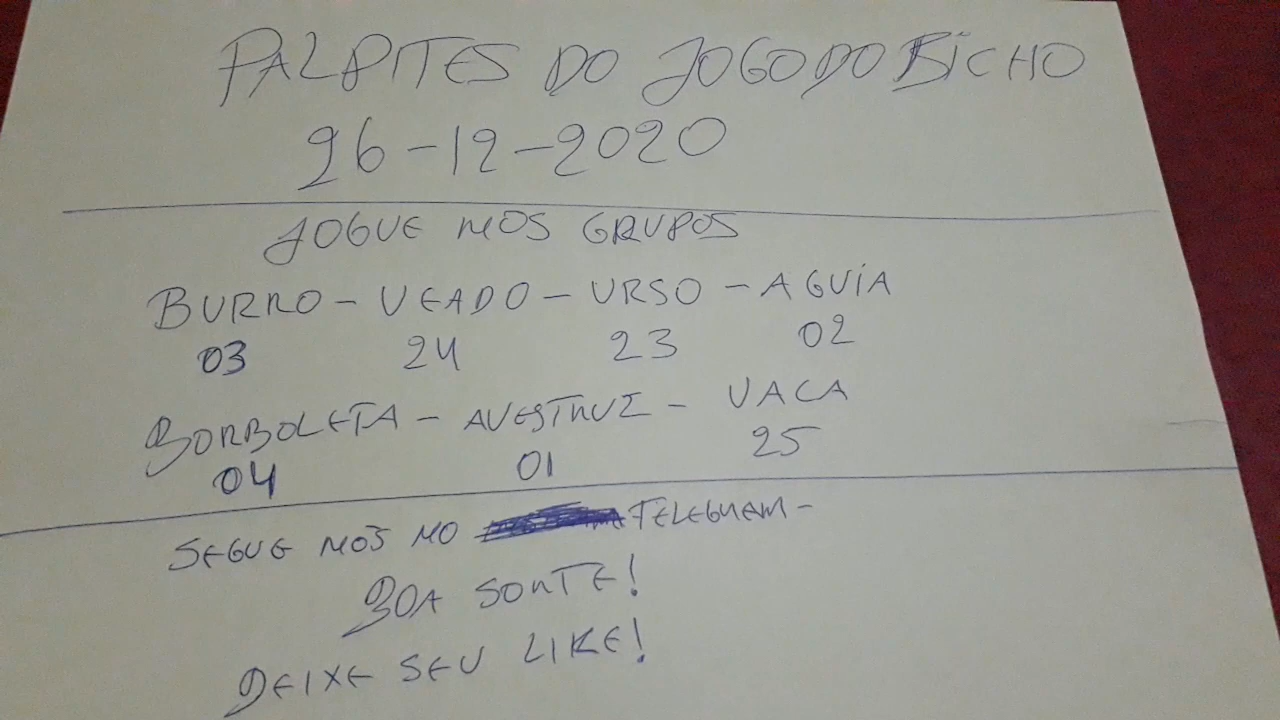 PALPITES DO JOGO DO BICHO
26-12-2020
JOGUE NOS GRUPOS
BURRO - VEADO - URSO - AGUIA
03 24 23 02
BORBOLETA - AVESTRUZ - VACA
04 01 25
SEGUE NOS NO TELEGRAM -
BOA SORTE!
DEIXE SEU LIKE!